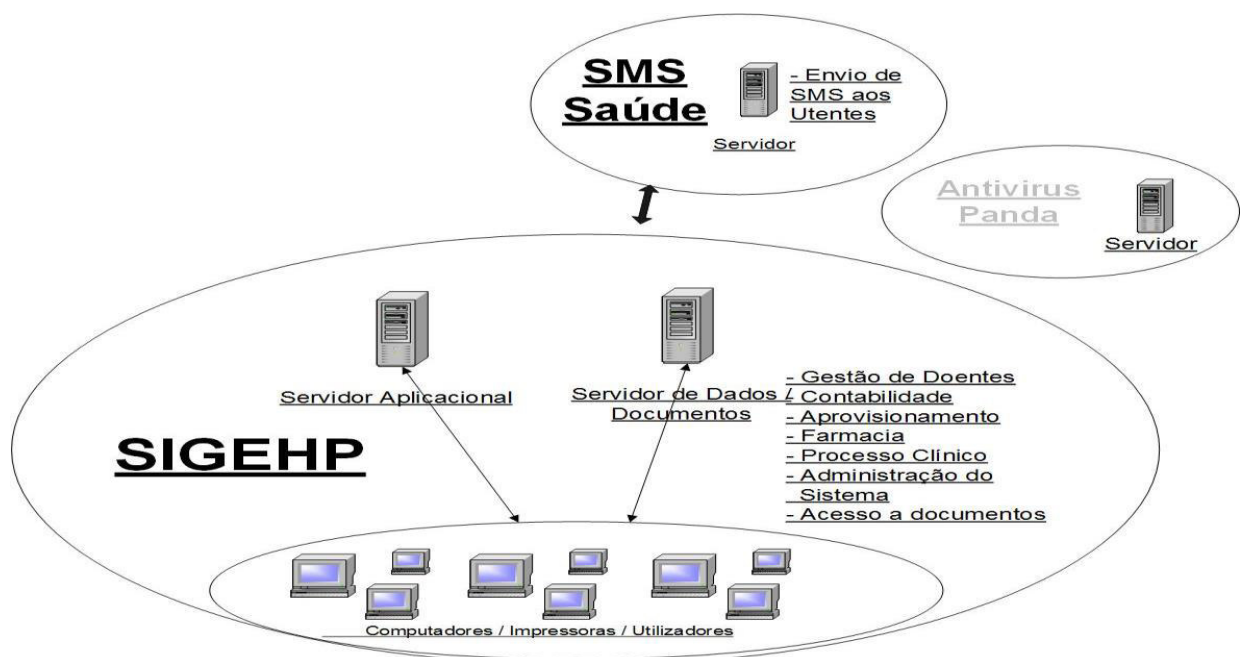 SMS
Saúde
- Envio de
SMS aos
Utentes
Servidor
Antivirus
Panda
Servidor
Servidor Aplicacional
Servidor de Dados /
Documentos
- Gestão de Doentes
- Contabilidade
- Aprovisionamento
- Farmacia
- Processo Clínico
- Administração do
Sistema
- Acesso a documentos
SIGEHP
Computadores / Impressoras / Utilizadores